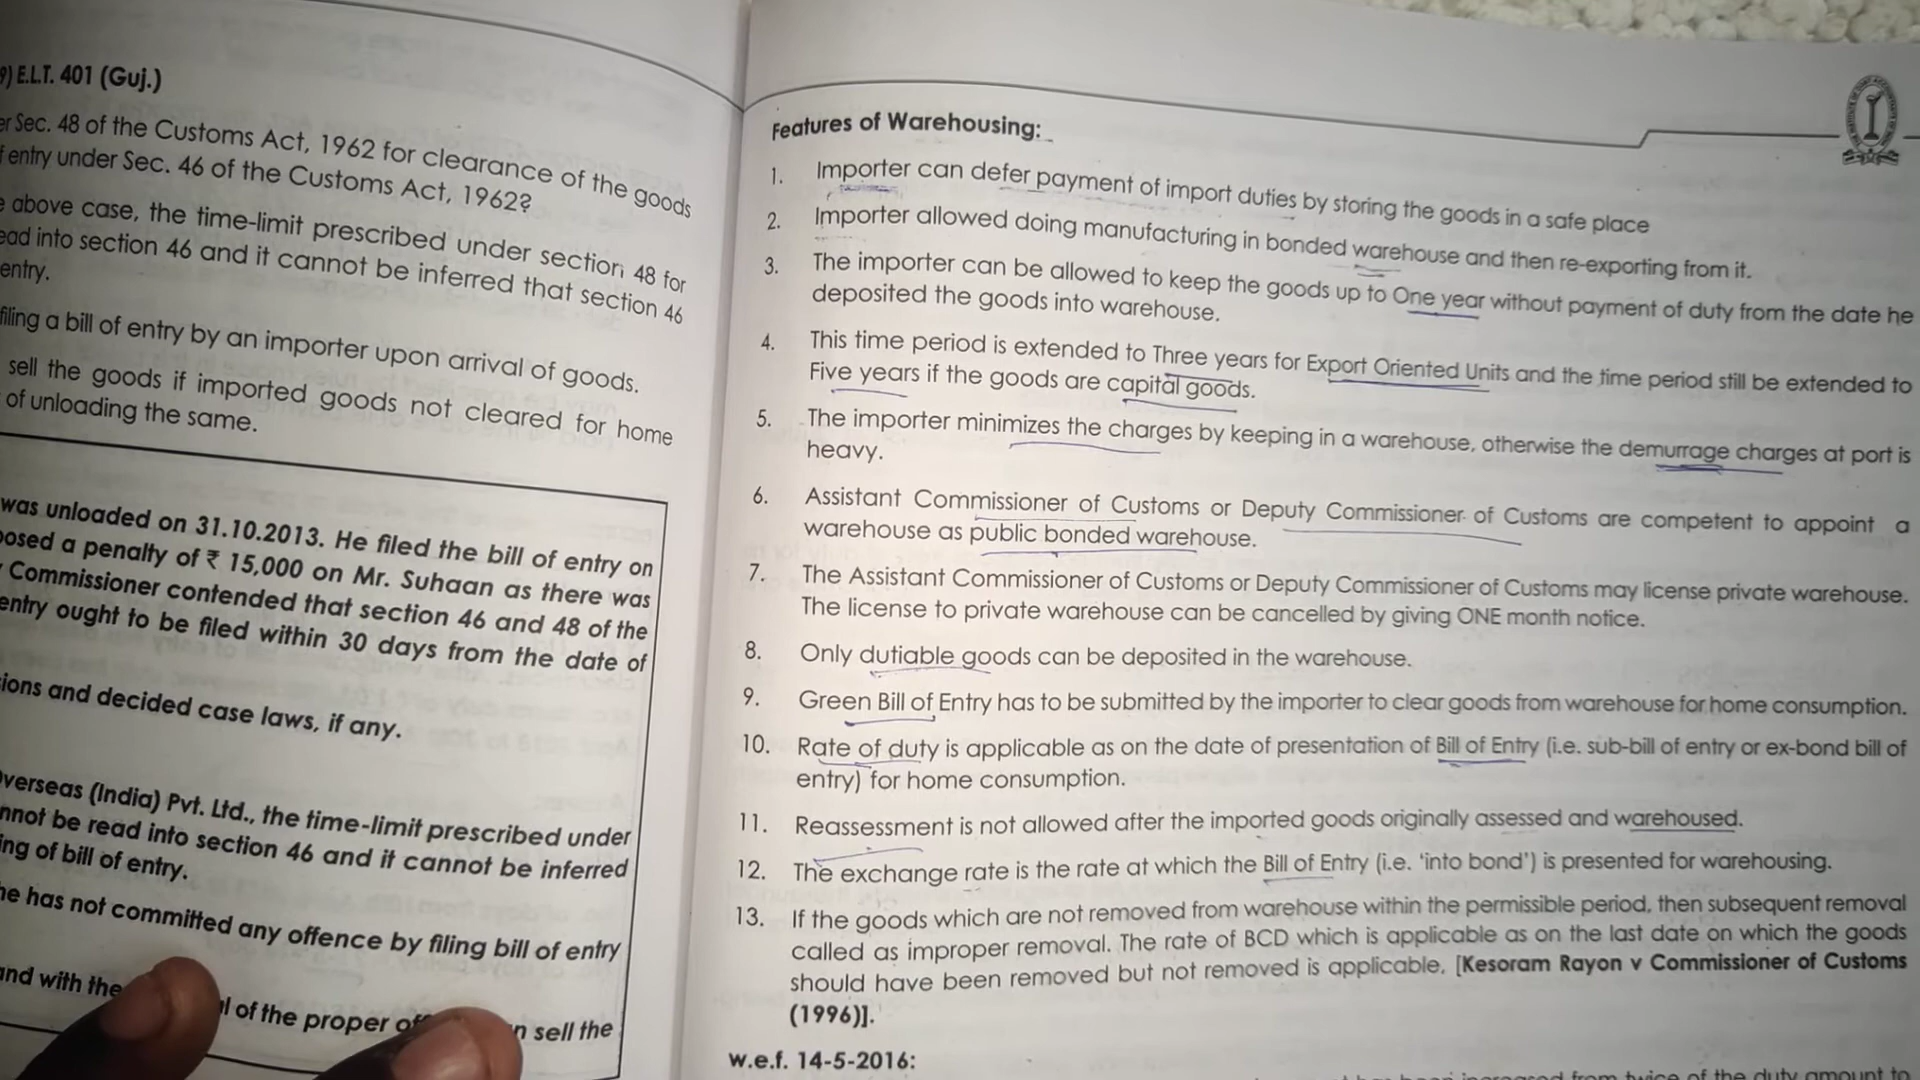 9) E.L.T. 401 (Guj.)
er Sec. 48 of the Customs Act, 1962 for clearance of the goods
f entry under Sec. 46 of the Customs Act, 1962?
e above case, the time-limit prescribed under section 48 for
ead into section 46 and it cannot be inferred that section 46
entry.
filing a bill of entry by an importer upon arrival of goods.
sell the goods if imported goods not cleared for home
of unloading the same.
was unloaded on 31.10.2013. He filed the bill of entry on
posed a penalty of ₹ 15,000 on Mr. Suhaan as there was
Commissioner contended that section 46 and 48 of the
entry ought to be filed within 30 days from the date of
ions and decided case laws, if any.
verseas (India) Pvt. Ltd., the time-limit prescribed under
nnot be read into section 46 and it cannot be inferred
ing of bill of entry.
he has not committed any offence by filing bill of entry
and with the l of the proper of n sell the
Features of Warehousing:
1. Importer can defer payment of import duties by storing the goods in a safe place
2. Importer allowed doing manufacturing in bonded warehouse and then re-exporting from it.
3. The importer can be allowed to keep the goods up to One year without payment of duty from the date he
deposited the goods into warehouse.
4. This time period is extended to Three years for Export Oriented Units and the time period still be extended to
Five years if the goods are capital goods.
5. The importer minimizes the charges by keeping in a warehouse, otherwise the demurrage charges at port is
heavy.
6. Assistant Commissioner of Customs or Deputy Commissioner of Customs are competent to appoint a
warehouse as public bonded warehouse.
7. The Assistant Commissioner of Customs or Deputy Commissioner of Customs may license private warehouse.
The license to private warehouse can be cancelled by giving ONE month notice.
8. Only dutiable goods can be deposited in the warehouse.
9. Green Bill of Entry has to be submitted by the importer to clear goods from warehouse for home consumption.
10. Rate of duty is applicable as on the date of presentation of Bill of Entry (i.e. sub-bill of entry or ex-bond bill of
entry) for home consumption.
11. Reassessment is not allowed after the imported goods originally assessed and warehoused.
12. The exchange rate is the rate at which the Bill of Entry (i.e. 'into bond') is presented for warehousing.
13. If the goods which are not removed from warehouse within the permissible period, then subsequent removal
called as improper removal. The rate of BCD which is applicable as on the last date on which the goods
should have been removed but not removed is applicable. [Kesoram Rayon v Commissioner of Customs
(1996)].
w.e.f. 14-5-2016:
from twice of the duty amount to